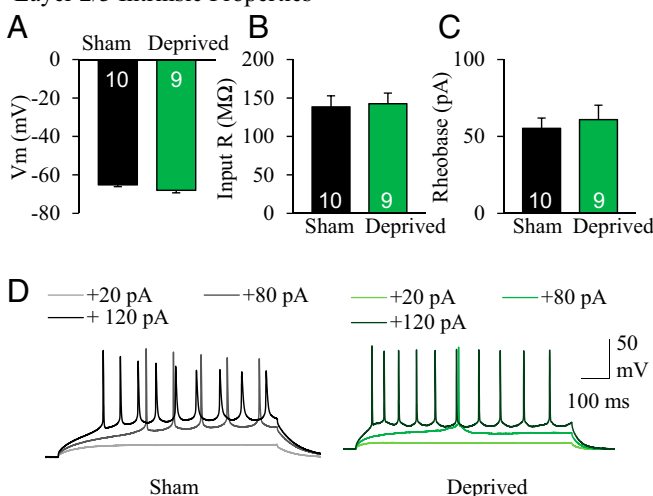 Layer 2/3 Intrinsic Properties
A
Sham Deprived
0
-20
-40
-60
-80
Vm (mV)
10
9
B
200
150
100
50
0
Input R (MΩ)
10
9
Sham Deprived
C
100
50
0
Rheobase (pA)
10
9
Sham Deprived
D
+20 pA +80 pA
+ 120 pA
+20 pA +80 pA
+120 pA
50
mV
100 ms
Sham
Deprived